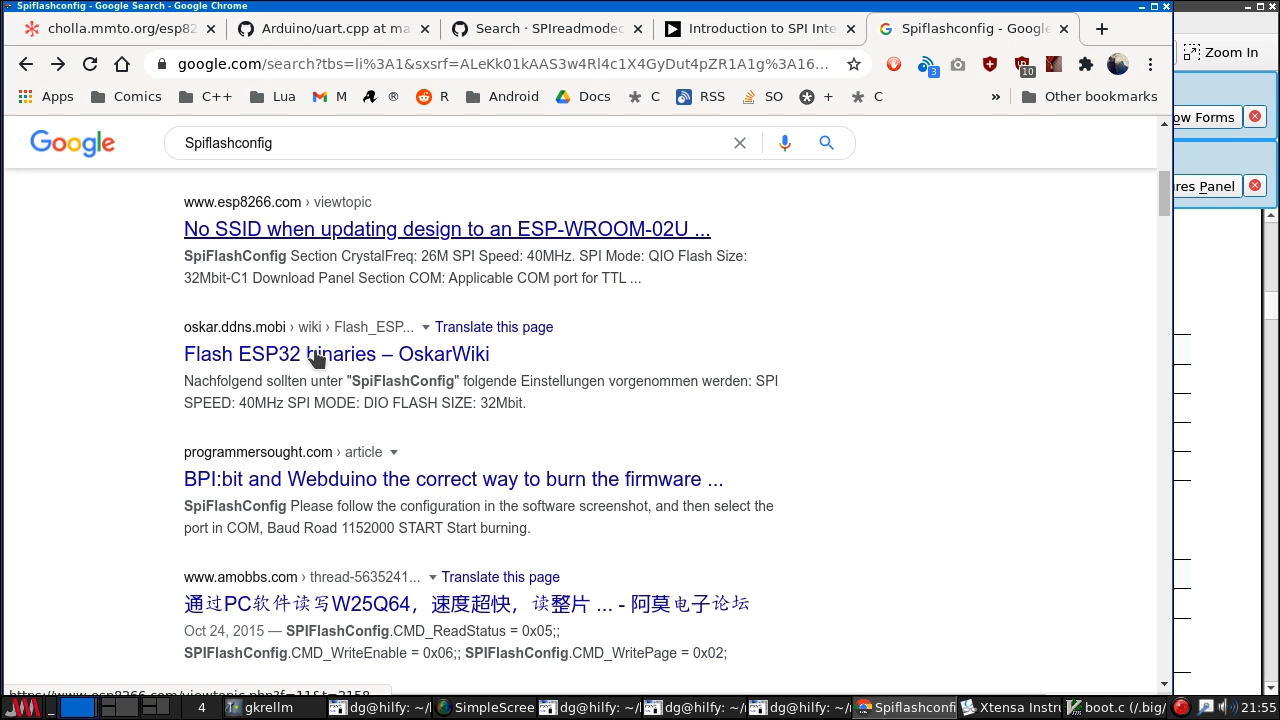 Spiflashconfig - Google Search - Google Chrome
cholla.mmto.org/esp82
Arduino/uart.cpp at ma
Search · SPIreadmodec
Introduction to SPI Inte
Spiflashconfig - Google
google.com/search?tbs=li%3A1&sxsrf=ALeKk01kAAS3w4Rl4c1X4GyDut4pZR1A1g%3A16...
3
10
Zoom In
Apps
Comics
C++
Lua
M
®
R
Android
Docs
C
RSS
SO
+
C
»
Other bookmarks
ow Forms
Google
Spiflashconfig
ures Panel
www.esp8266.com › viewtopic
No SSID when updating design to an ESP-WROOM-02U ...
SpiFlashConfig Section CrystalFreq: 26M SPI Speed: 40MHz. SPI Mode: QIO Flash Size:
32Mbit-C1 Download Panel Section COM: Applicable COM port for TTL ...
oskar.ddns.mobi › wiki › Flash_ESP... Translate this page
Flash ESP32 binaries – OskarWiki
Nachfolgend sollten unter "SpiFlashConfig" folgende Einstellungen vorgenommen werden: SPI
SPEED: 40MHz SPI MODE: DIO FLASH SIZE: 32Mbit.
programmersought.com › article
BPI:bit and Webduino the correct way to burn the firmware ...
SpiFlashConfig Please follow the configuration in the software screenshot, and then select the
port in COM, Baud Road 1152000 START Start burning.
www.amobbs.com › thread-5635241... Translate this page
通过PC软件读写W25Q64，速度超快，读整片 ... - 阿莫电子论坛
Oct 24, 2015 — SPIFlashConfig.CMD_ReadStatus = 0x05;;
SPIFlashConfig.CMD_WriteEnable = 0x06;; SPIFlashConfig.CMD_WritePage = 0x02;
4
gkrellm
dg@hilfy: ~/
SimpleScree
dg@hilfy: ~/
dg@hilfy: ~/
dg@hilfy: ~/
Spiflashconfi
Xtensa Instru
boot.c (/.big/
21:55